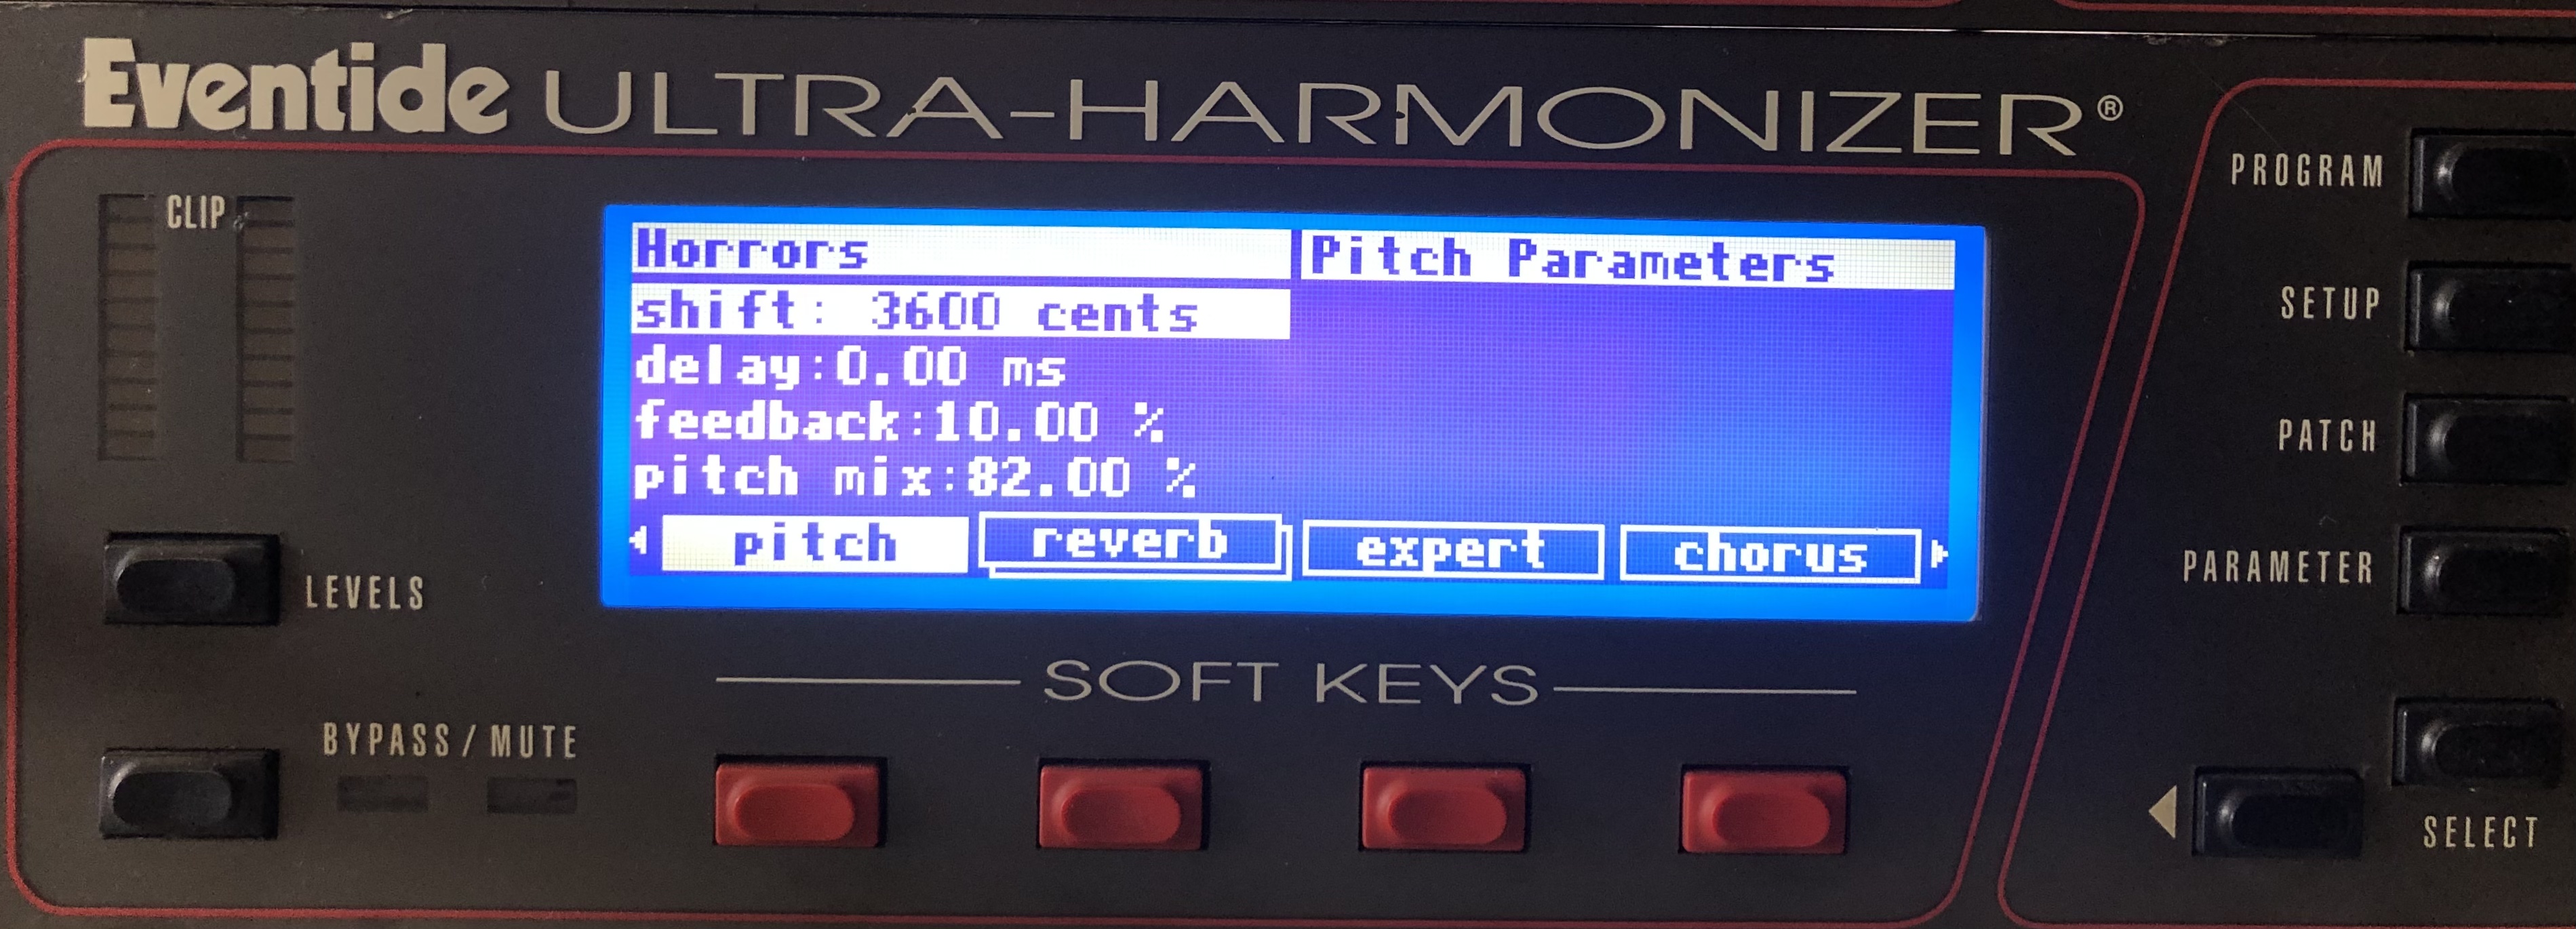 Eventide ULTRA-HARMONIZER®
CLIP
Horrors Pitch Parameters
shift: 3600 cents
delay:0.00 ms
feedback:10.00 %
pitch mix:82.00 %
pitch reverb expert chorus
LEVELS
SOFT KEYS
BYPASS / MUTE
PROGRAM
SETUP
PATCH
PARAMETER
SELECT